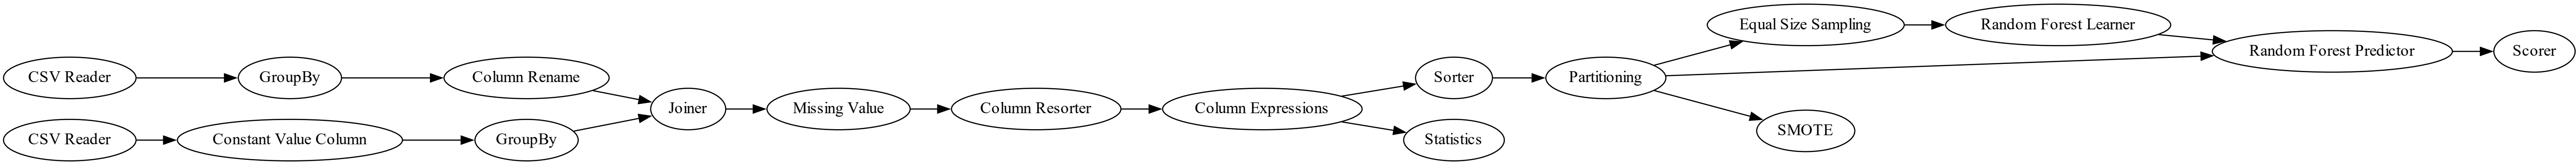 CSV Reader
GroupBy
Column Rename
CSV Reader
Constant Value Column
GroupBy
Joiner
Missing Value
Column Resorter
Column Expressions
Sorter
Statistics
Partitioning
Equal Size Sampling
Random Forest Learner
SMOTE
Random Forest Predictor
Scorer